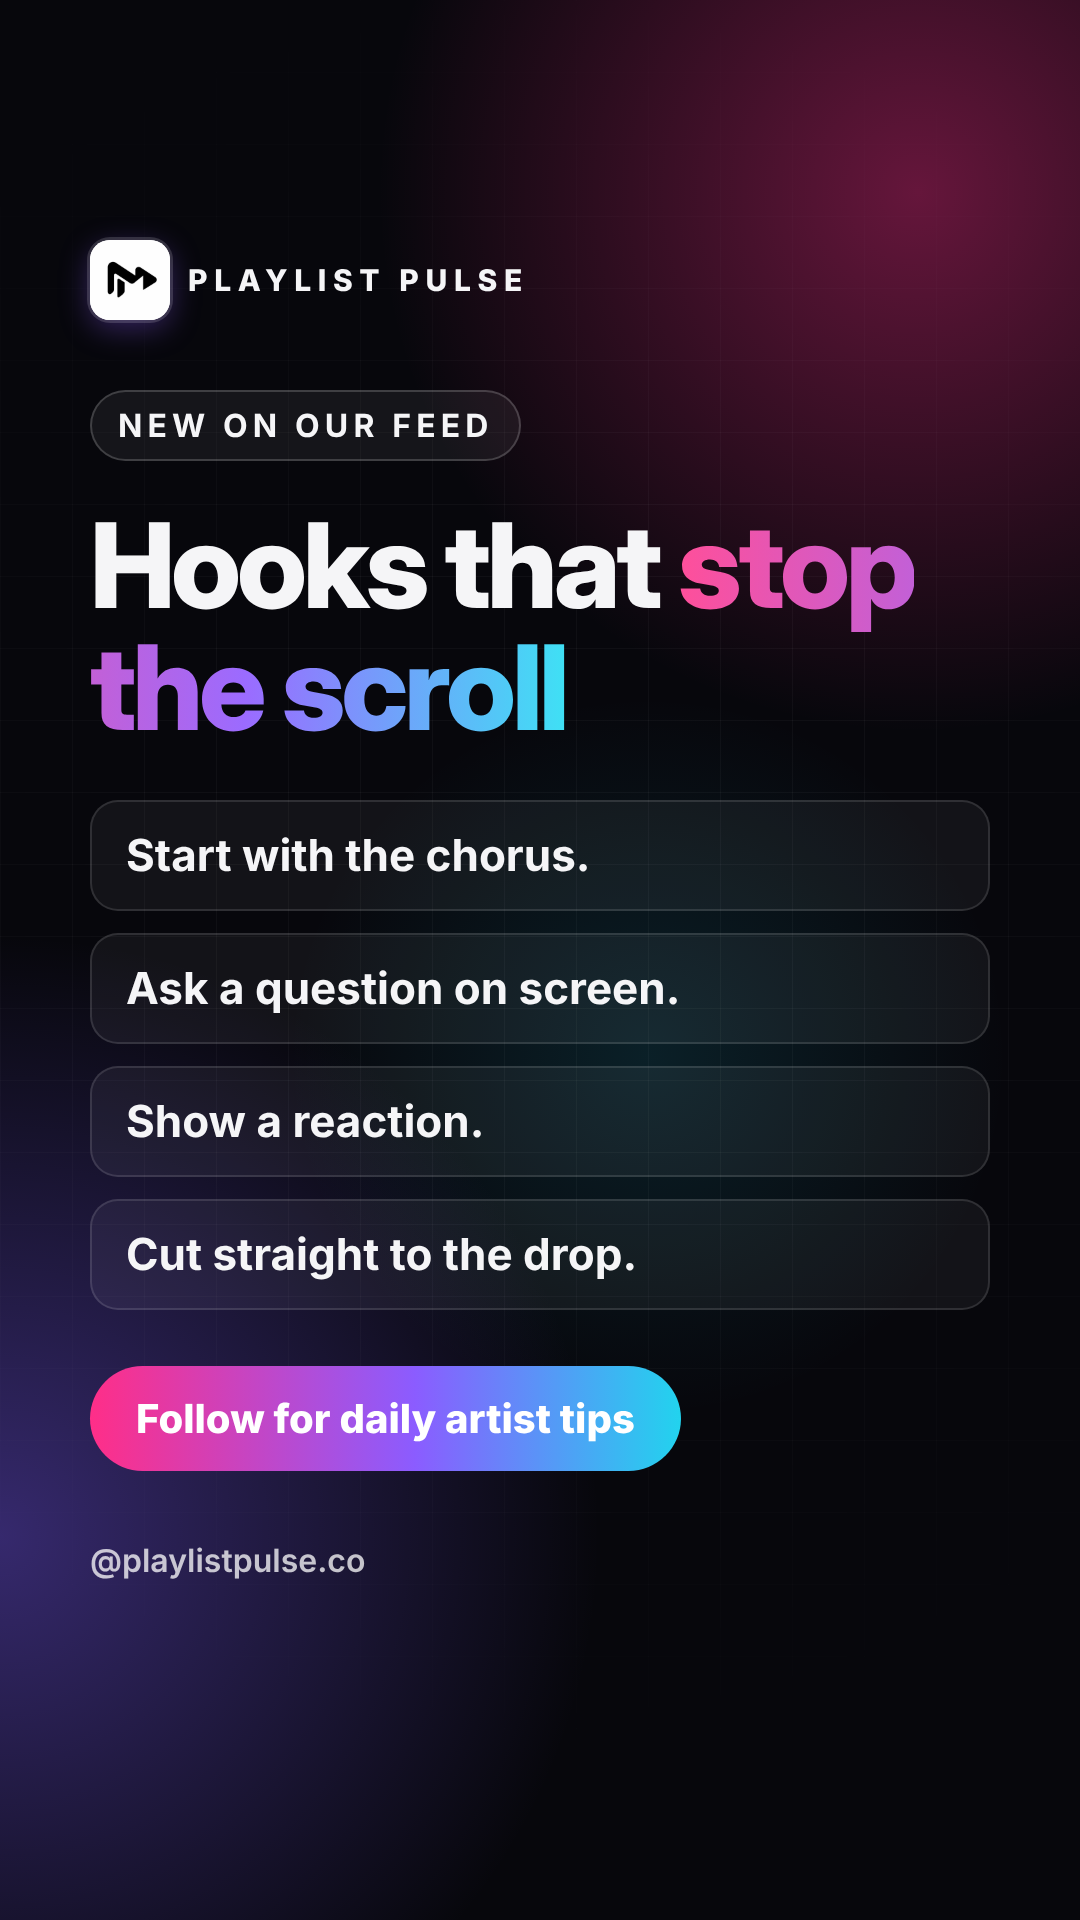 PLAYLIST PULSE
NEW ON OUR FEED
Hooks that stop
the scroll
Start with the chorus.
Ask a question on screen.
Show a reaction.
Cut straight to the drop.
Follow for daily artist tips
@playlistpulse.co